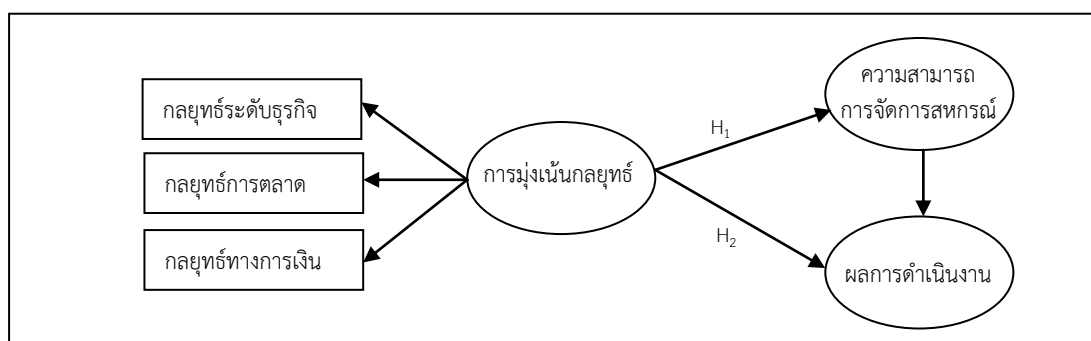 กลยุทธ์ระดับธุรกิจ
กลยุทธ์การตลาด
กลยุทธ์ทางการเงิน
การมุ่งเน้นกลยุทธ์
H1
H2
ความสามารถ
การจัดการสหกรณ์
ผลการดำเนินงาน